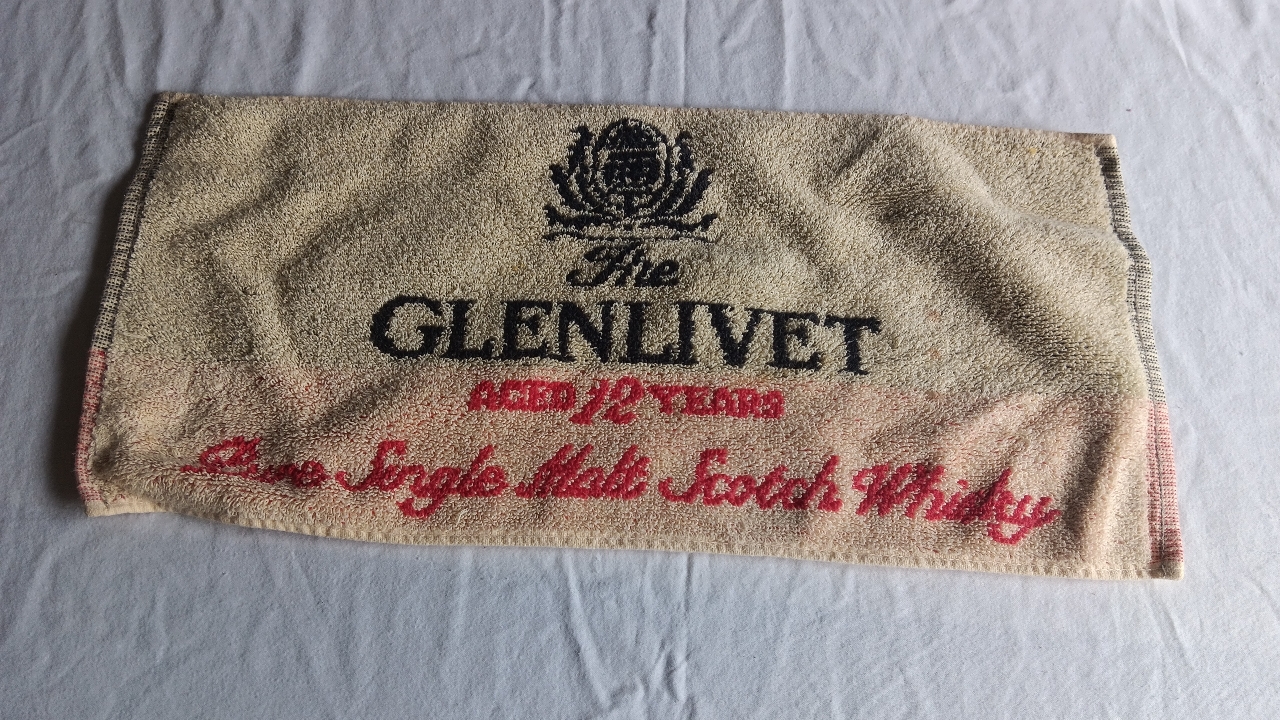 The
GLENLIVET
AGED 12 YEARS
Pure Single Malt Scotch Whisky